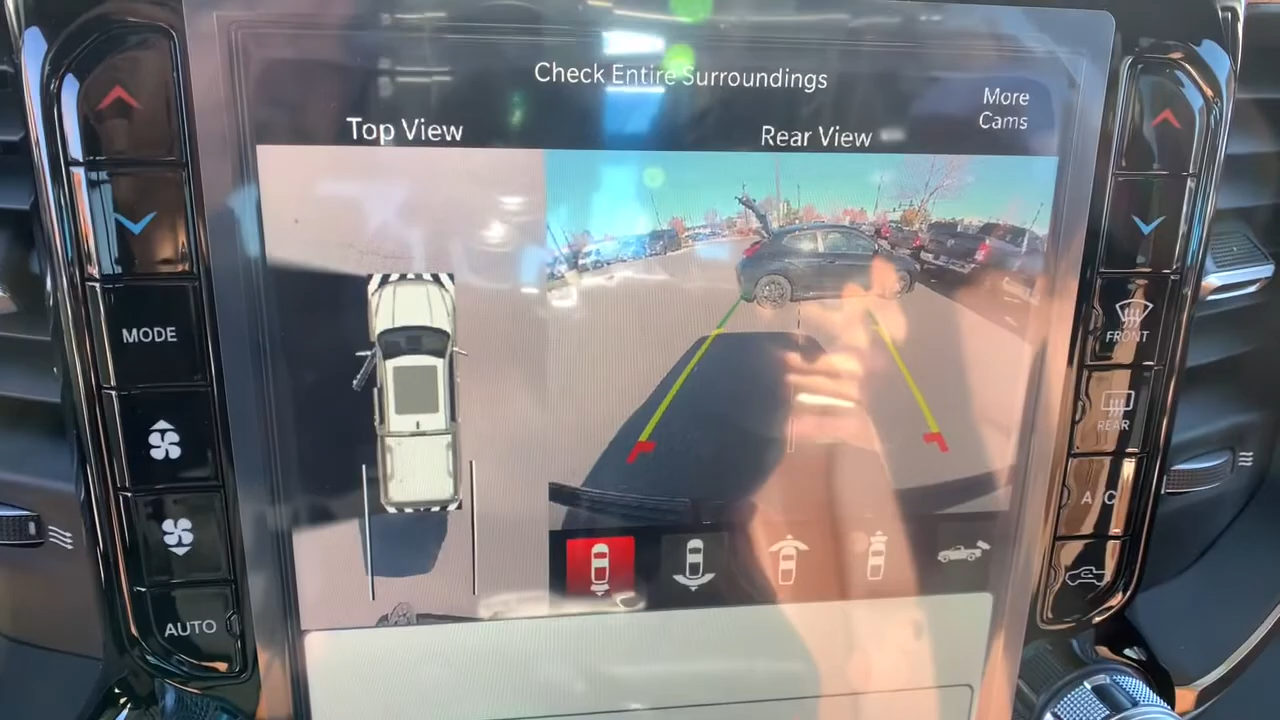 Check Entire Surroundings
More
Cams
Top View
Rear View
MODE
AUTO
FRONT
REAR
A/C